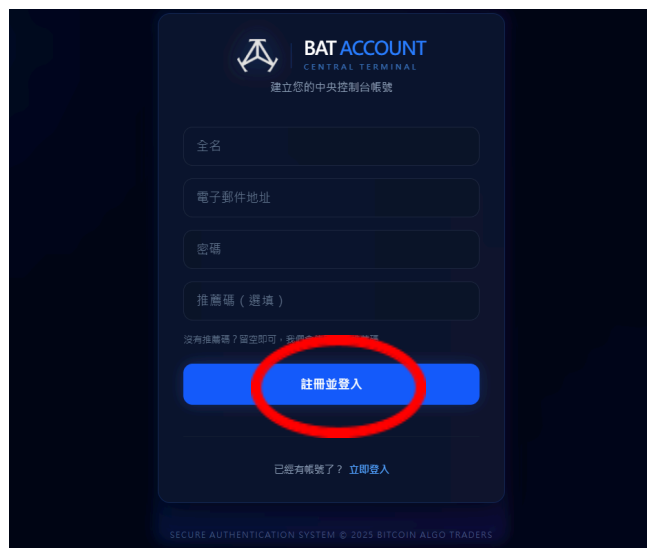 BAT ACCOUNT
CENTRAL TERMINAL
建立您的中央控制台帳號
全名
電子郵件地址
密碼
推薦碼（選填）
沒有推薦碼？留空即可，我們
註冊並登入
已經有帳號了？ 立即登入
SECURE AUTHENTICATION SYSTEM © 2025 BITCOIN ALGO TRADERS